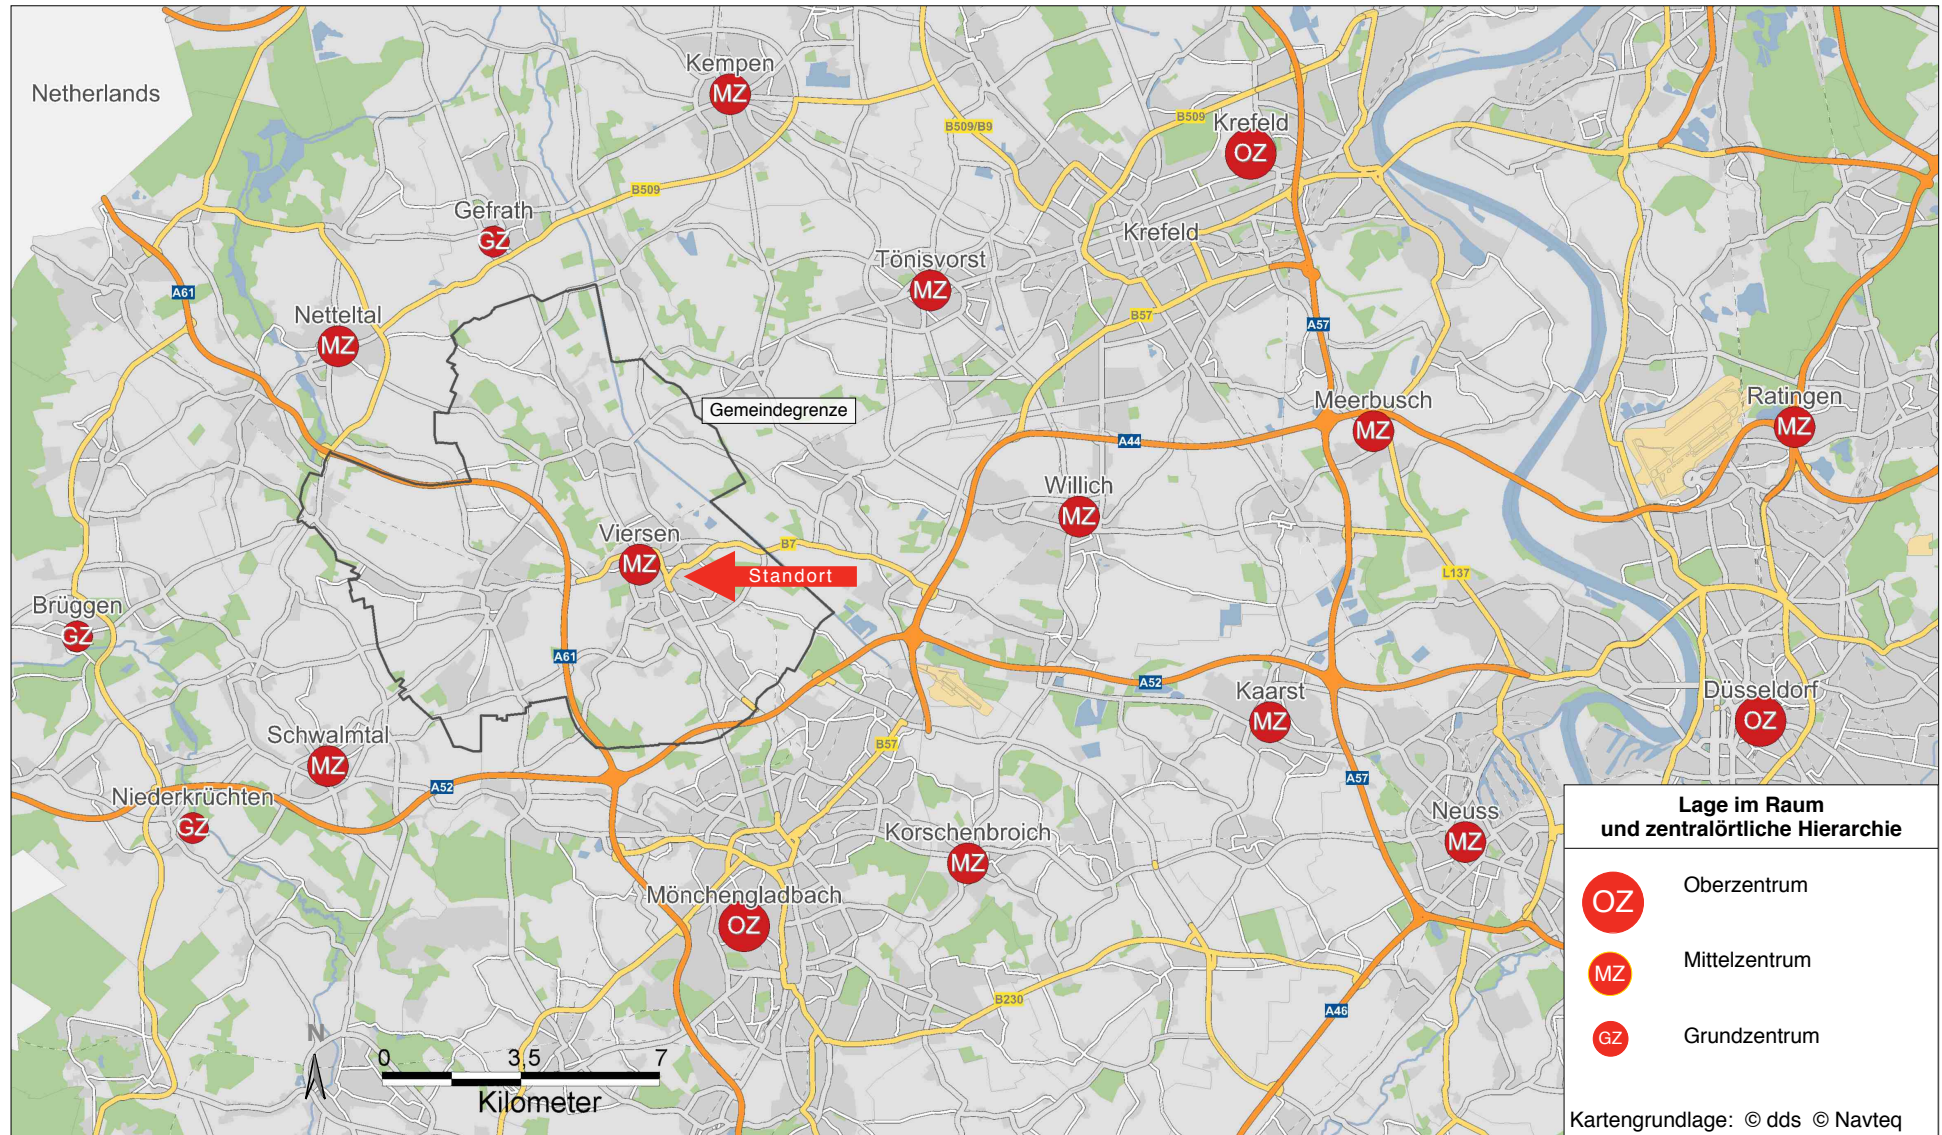 Netherlands
Kempen
MZ
B509/B9
B509
Krefeld
OZ
B509
Gefrath
GZ
Krefeld
Tönisvorst
MZ
A61
Netteltal
MZ
B57
A57
Gemeindegrenze
Meerbusch
MZ
Ratingen
MZ
A44
Willich
MZ
Viersen
MZ
B7
Standort
L137
Brüggen
GZ
A61
A52
Kaarst
MZ
Düsseldorf
OZ
Schwalmtal
MZ
B57
A52
A57
Niederkrüchten
GZ
Korschenbroich
MZ
Neuss
MZ
Mönchengladbach
OZ
B230
A46
N
0 3,5 7
Kilometer
Lage im Raum
und zentralörtliche Hierarchie
OZ Oberzentrum
MZ Mittelzentrum
GZ Grundzentrum
Kartengrundlage: © dds © Navteq